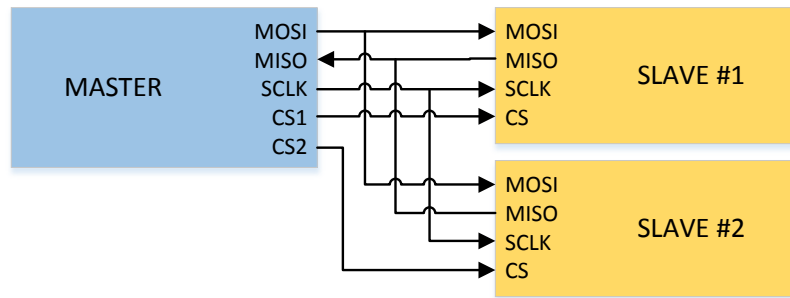 MASTER
MOSI
MISO
SCLK
CS1
CS2
MOSI
MISO
SCLK
CS
SLAVE #1
MOSI
MISO
SCLK
CS
SLAVE #2